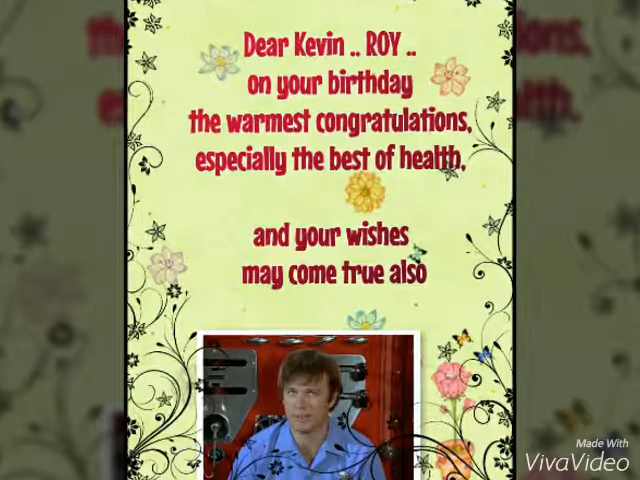 Dear Kevin .. ROY ..
on your birthday
the warmest congratulations,
especially the best of health,
and your wishes
may come true also
Made With
VivaVideo